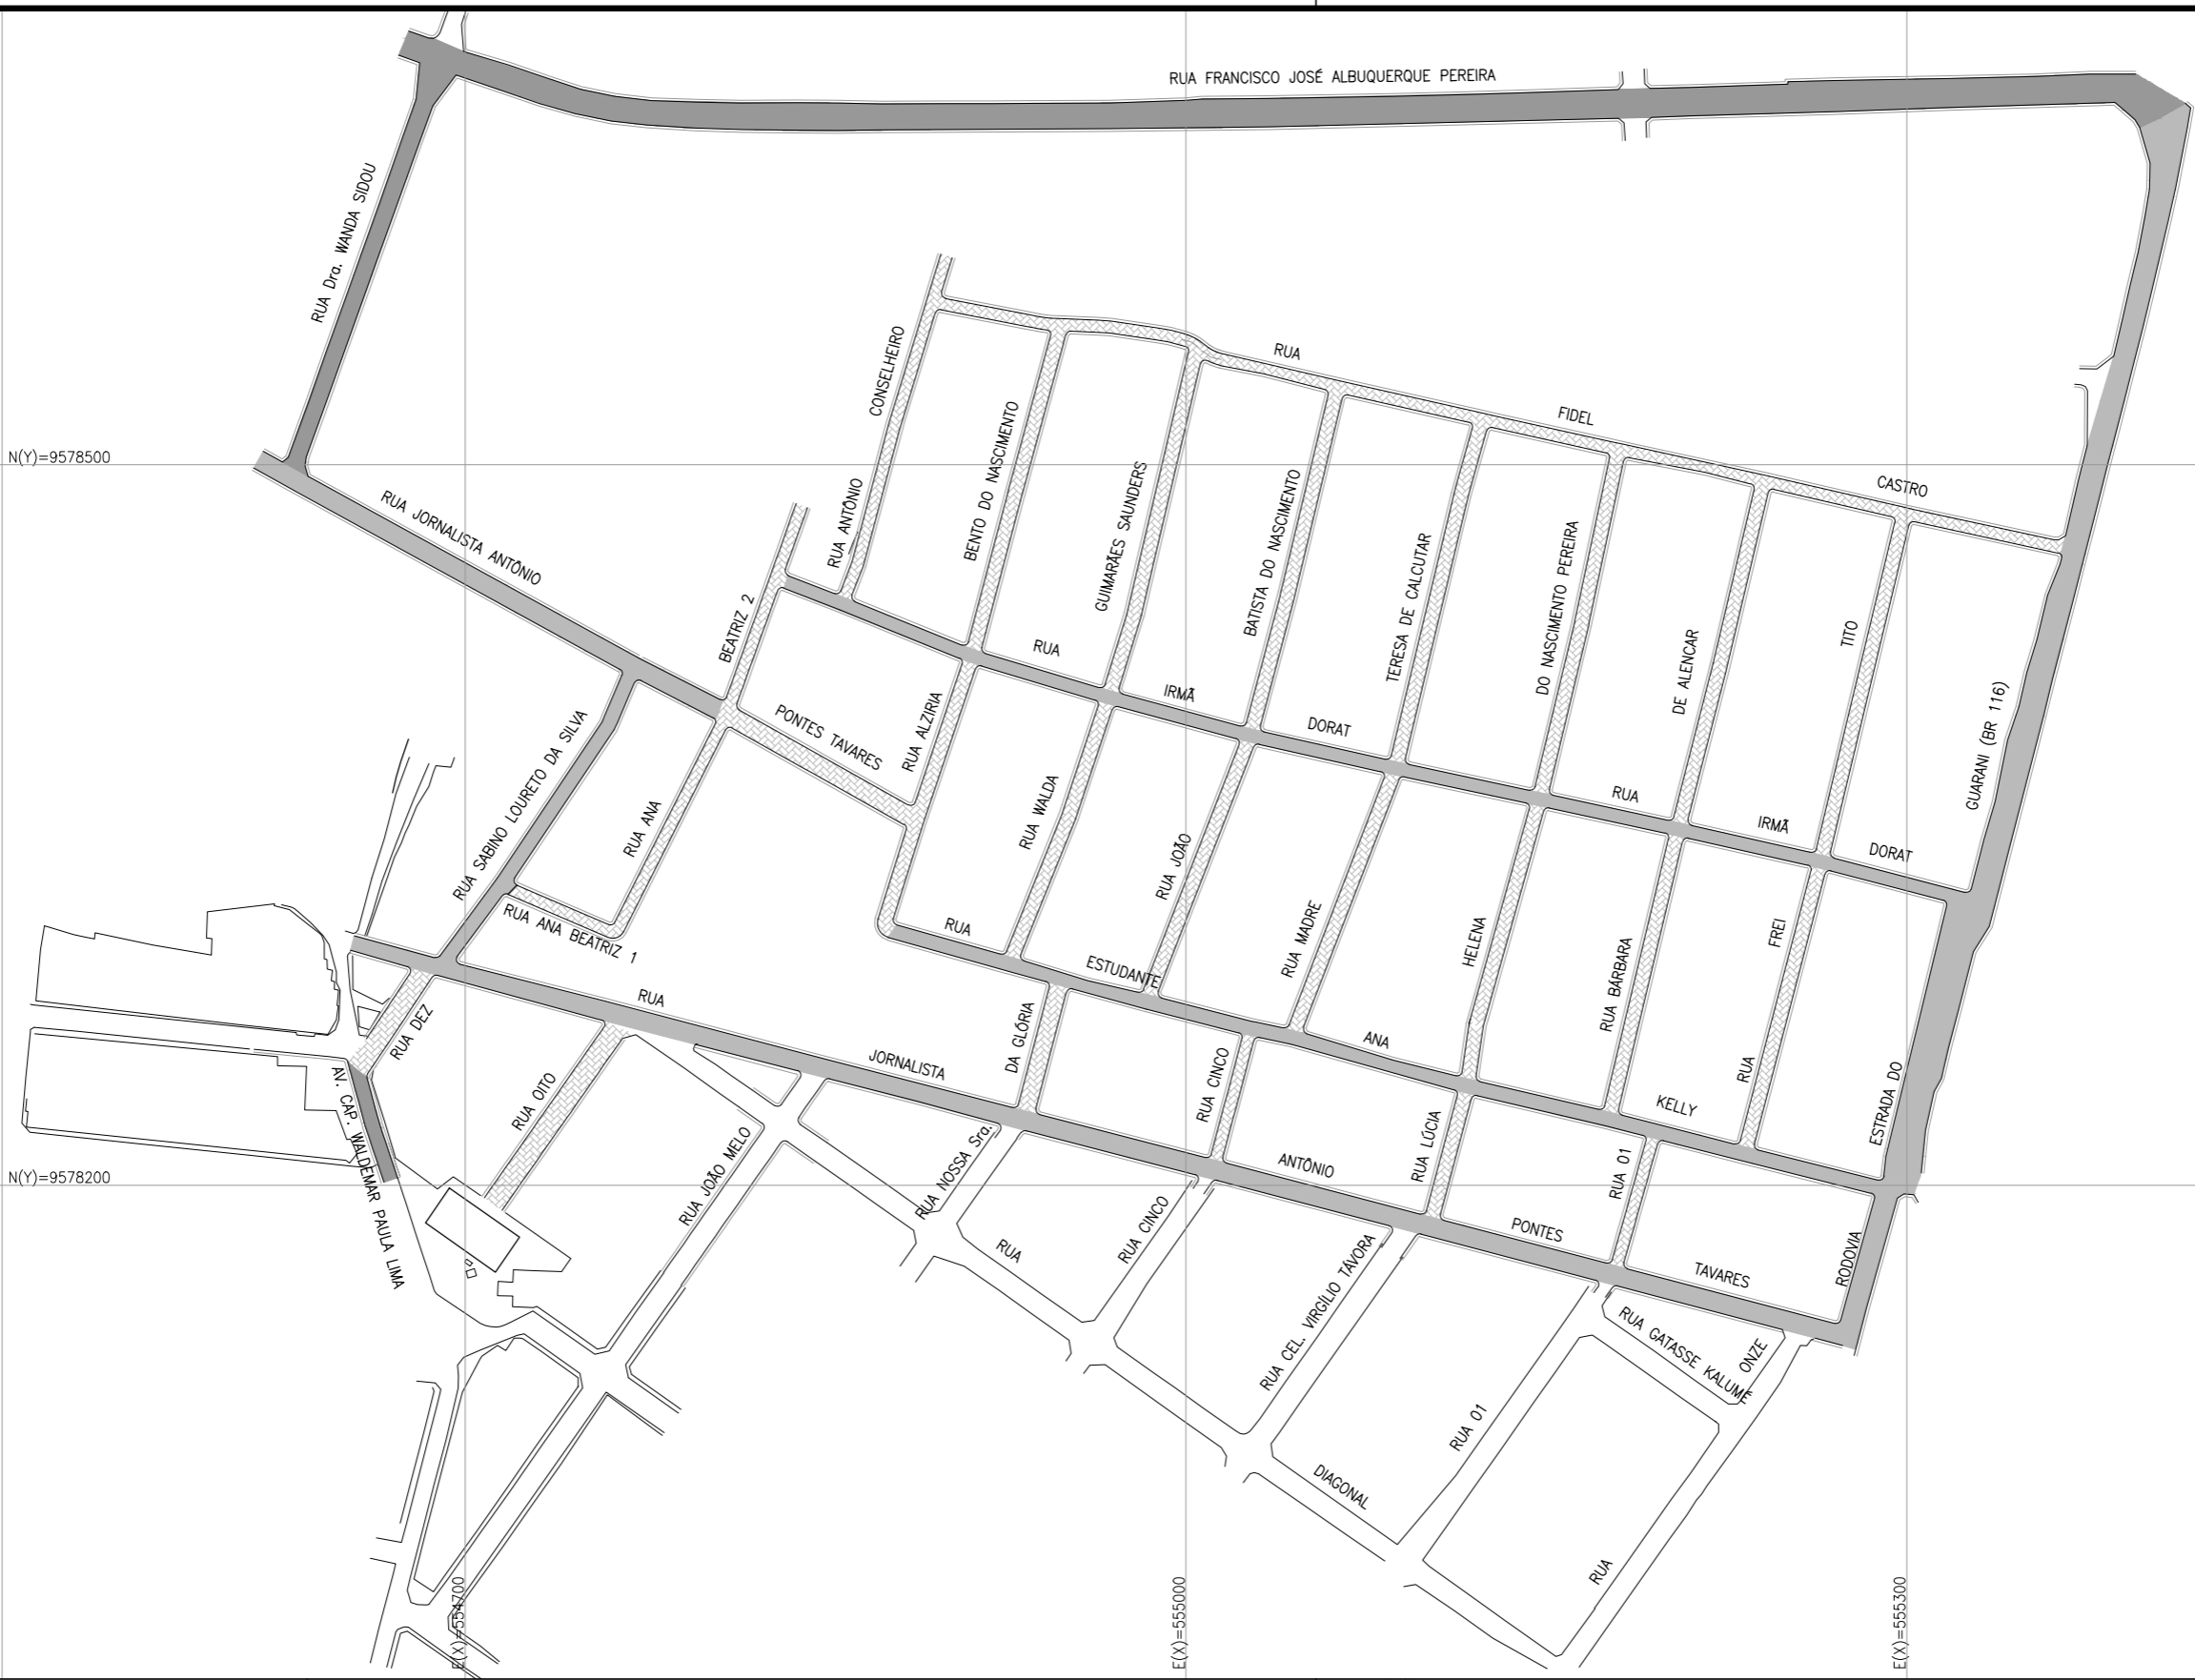 RUA FRANCISCO JOSÉ ALBUQUERQUE PEREIRA
RUA Dra. WANDA SIDOU
N(Y)=9578500
RUA JORNALISTA ANTÔNIO
PONTES TAVARES
RUA ANTÔNIO
CONSELHEIRO
RUA
FIDEL
CASTRO
RUA ALZIRIA
BENTO DO NASCIMENTO
RUA WALDA
GUIMARÃES SAUNDERS
RUA JOÃO
BATISTA DO NASCIMENTO
RUA MADRE
TERESA DE CALCUTAR
HELENA
DO NASCIMENTO PEREIRA
RUA BÁRBARA
DE ALENCAR
RUA
FREI
TITO
RODOVIA
ESTRADA DO
GUARANI (BR 116)
RUA
IRMÃ
DORAT
RUA
IRMÃ
DORAT
RUA ANA
BEATRIZ 2
RUA SABINO LOURETO DA SILVA
RUA ANA BEATRIZ 1
RUA
ESTUDANTE
ANA
KELLY
RUA
JORNALISTA
ANTÔNIO
PONTES
TAVARES
RUA DEZ
RUA OITO
AV. CAP. WALDEMAR PAULA LIMA
RUA JOÃO MELO
RUA NOSSA Sra.
DA GLÓRIA
RUA CINCO
RUA CINCO
RUA LÚCIA
RUA 01
N(Y)=9578200
RUA
DIAGONAL
RUA CEL. VIRGÍLIO TÁVORA
RUA 01
RUA GATASSE KALUME
RUA
ONZE
E(X)=554700
E(X)=555000
E(X)=555300